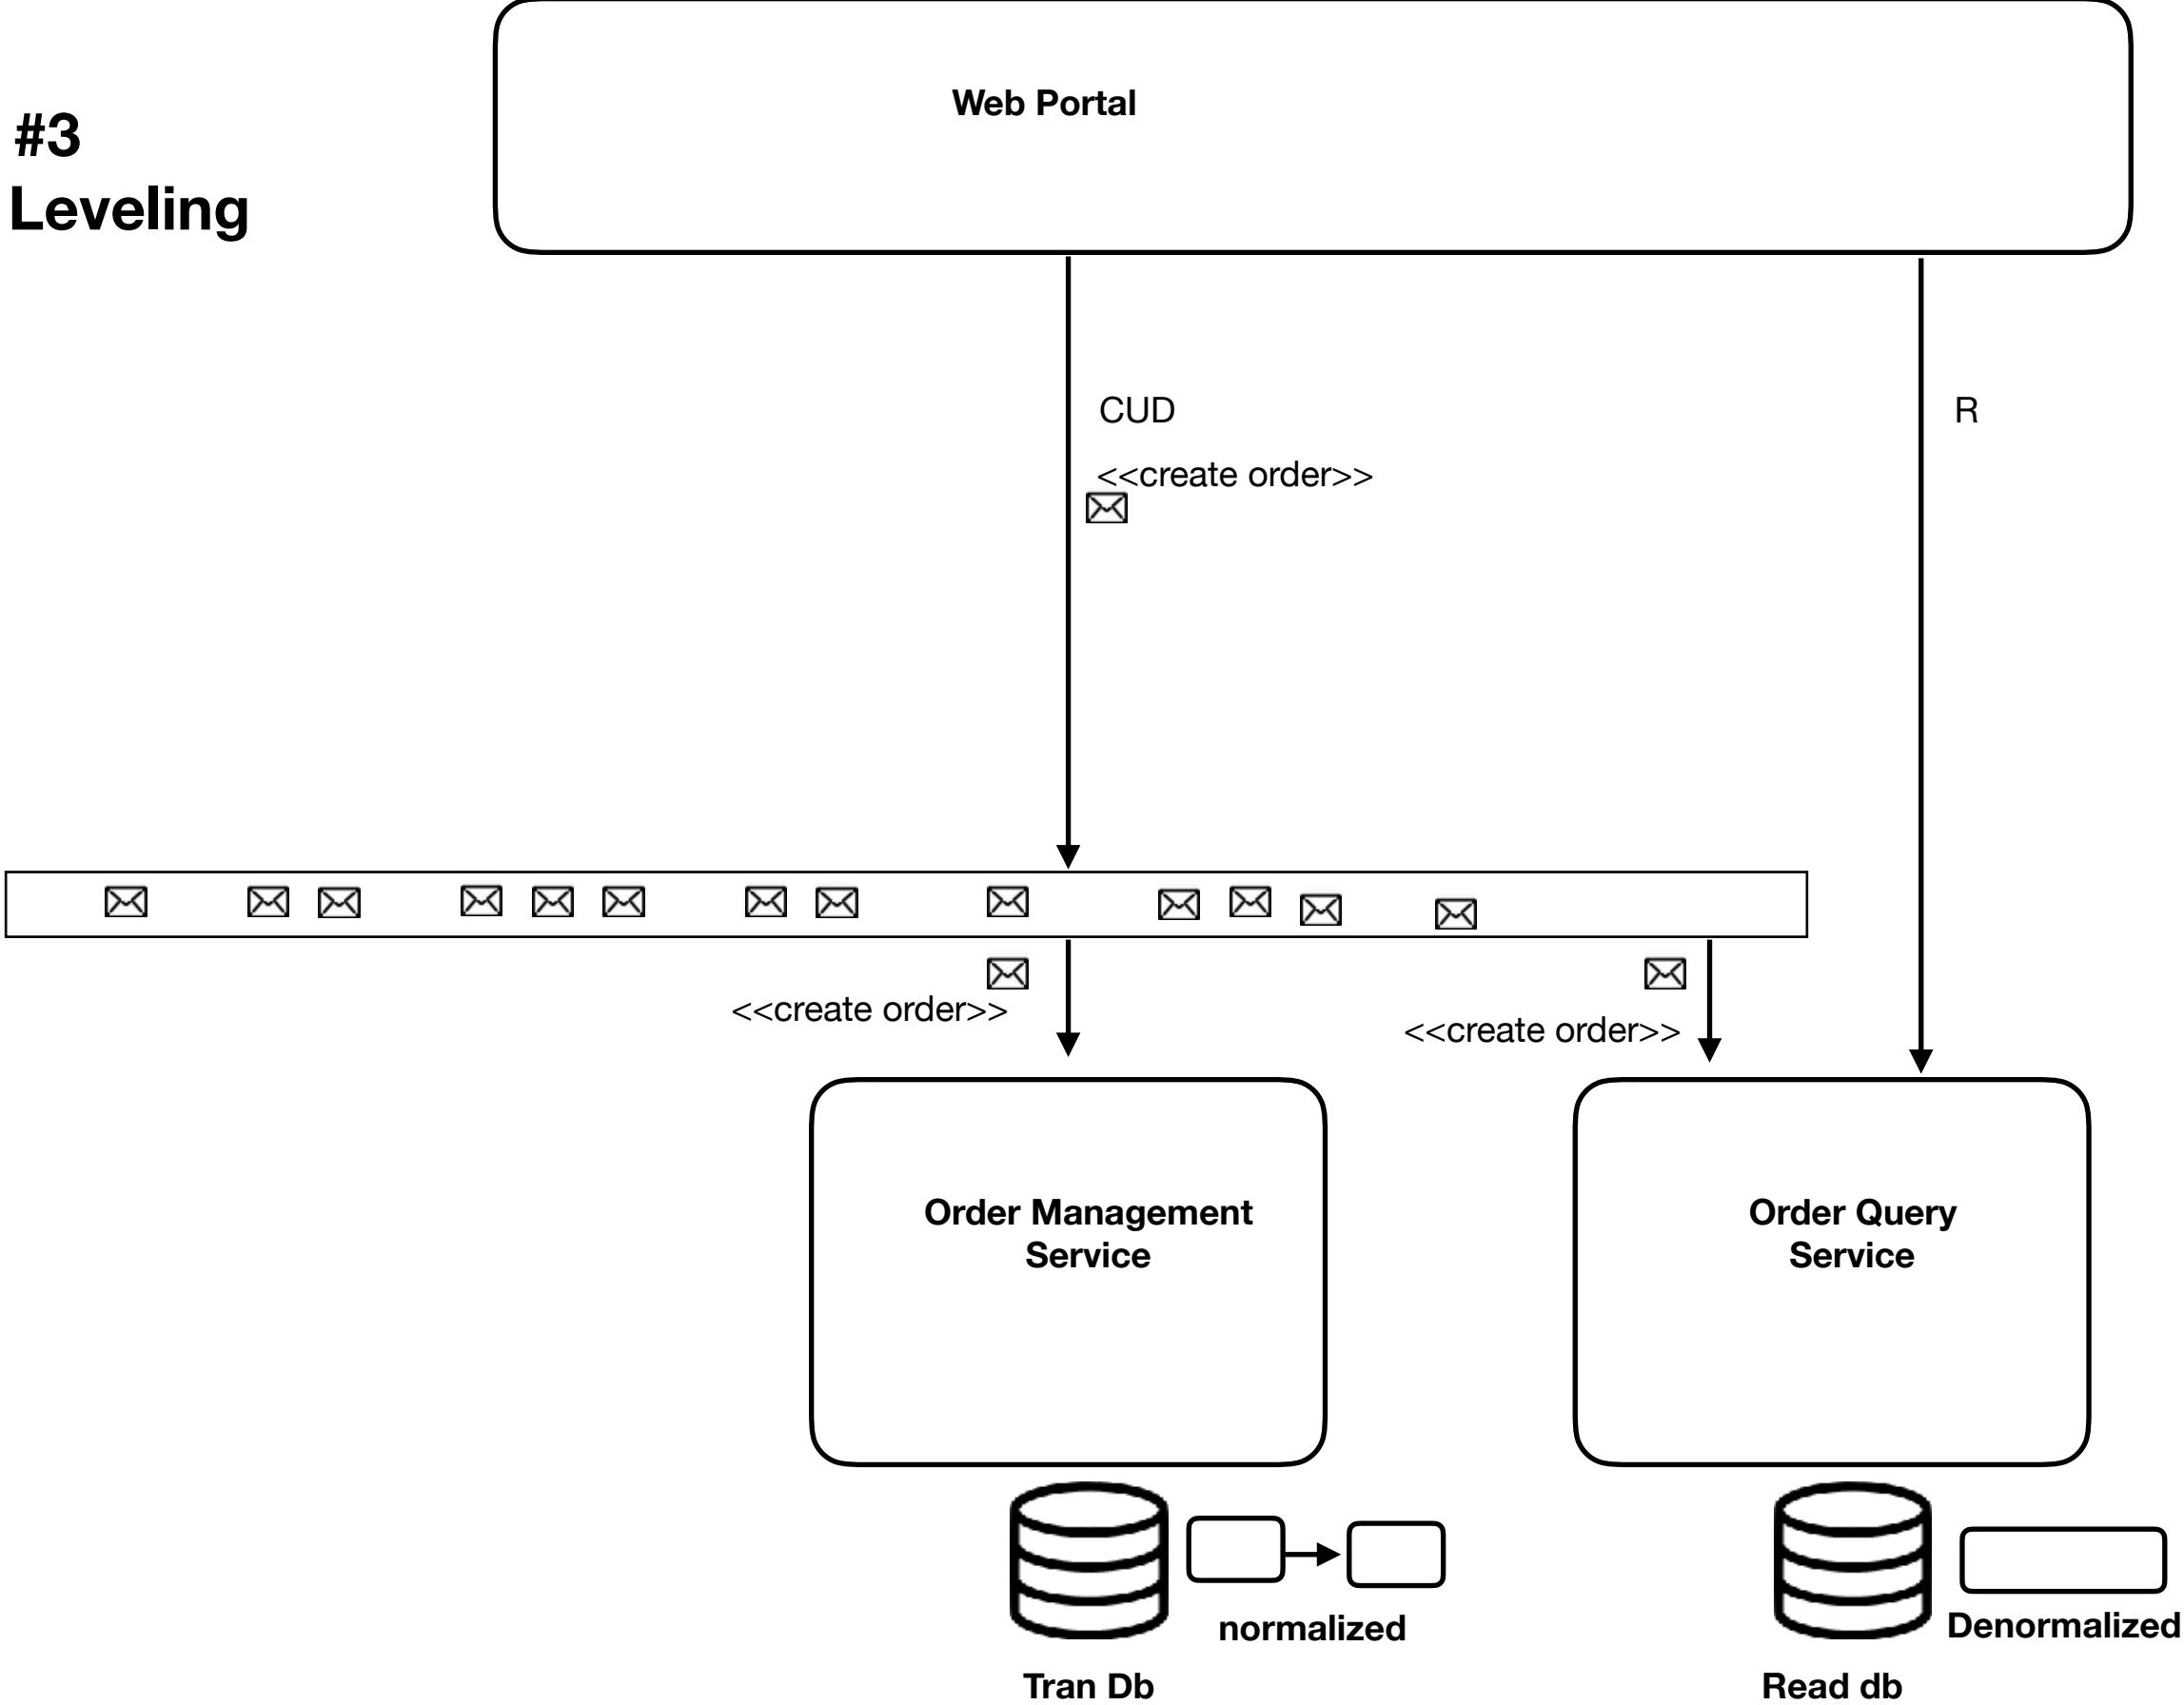 Web Portal
#3
Leveling
CUD
R
<<create order>>
<<create order>>
<<create order>>
Order Management
Service
Order Query
Service
normalized
Denormalized
Tran Db
Read db